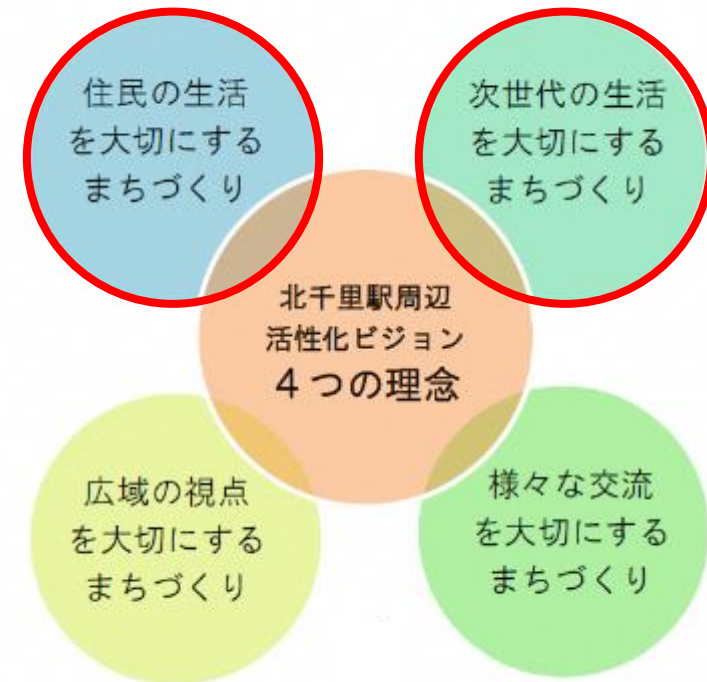 住民の生活
を大切にする
まちづくり
次世代の生活
を大切にする
まちづくり
北千里駅周辺
活性化ビジョン
４つの理念
広域の視点
を大切にする
まちづくり
様々な交流
を大切にする
まちづくり